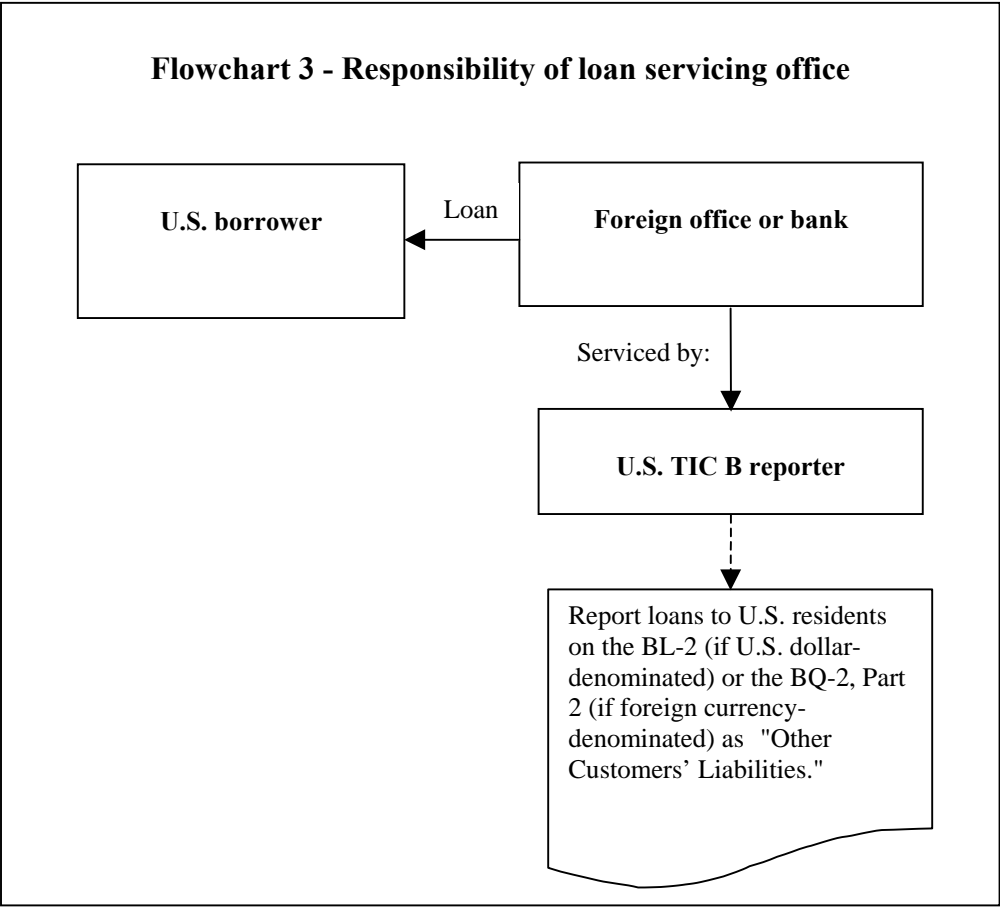 Flowchart 3 - Responsibility of loan servicing office
U.S. borrower
Loan
Foreign office or bank
Serviced by:
U.S. TIC B reporter
Report loans to U.S. residents
on the BL-2 (if U.S. dollar-
denominated) or the BQ-2, Part
2 (if foreign currency-
denominated) as "Other
Customers’ Liabilities."